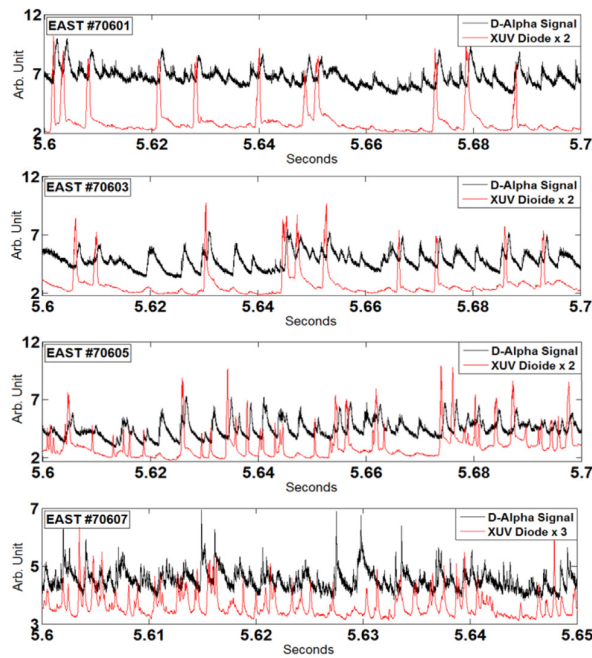 EAST #70601
D-Alpha Signal
XUV Diode x 2
Arb. Unit
12
7
2
5.6 5.62 5.64 5.66 5.68 5.7
Seconds
EAST #70603
D-Alpha Signal
XUV Dioide x 2
Arb. Unit
12
7
2
5.6 5.62 5.64 5.66 5.68 5.7
Seconds
EAST #70605
D-Alpha Signal
XUV Diode x 2
Arb. Unit
12
7
2
5.6 5.62 5.64 5.66 5.68 5.7
Seconds
EAST #70607
D-Alpha Signal
XUV Diode x 3
Arb. Unit
7
5
3
5.6 5.61 5.62 5.63 5.64 5.65
Seconds